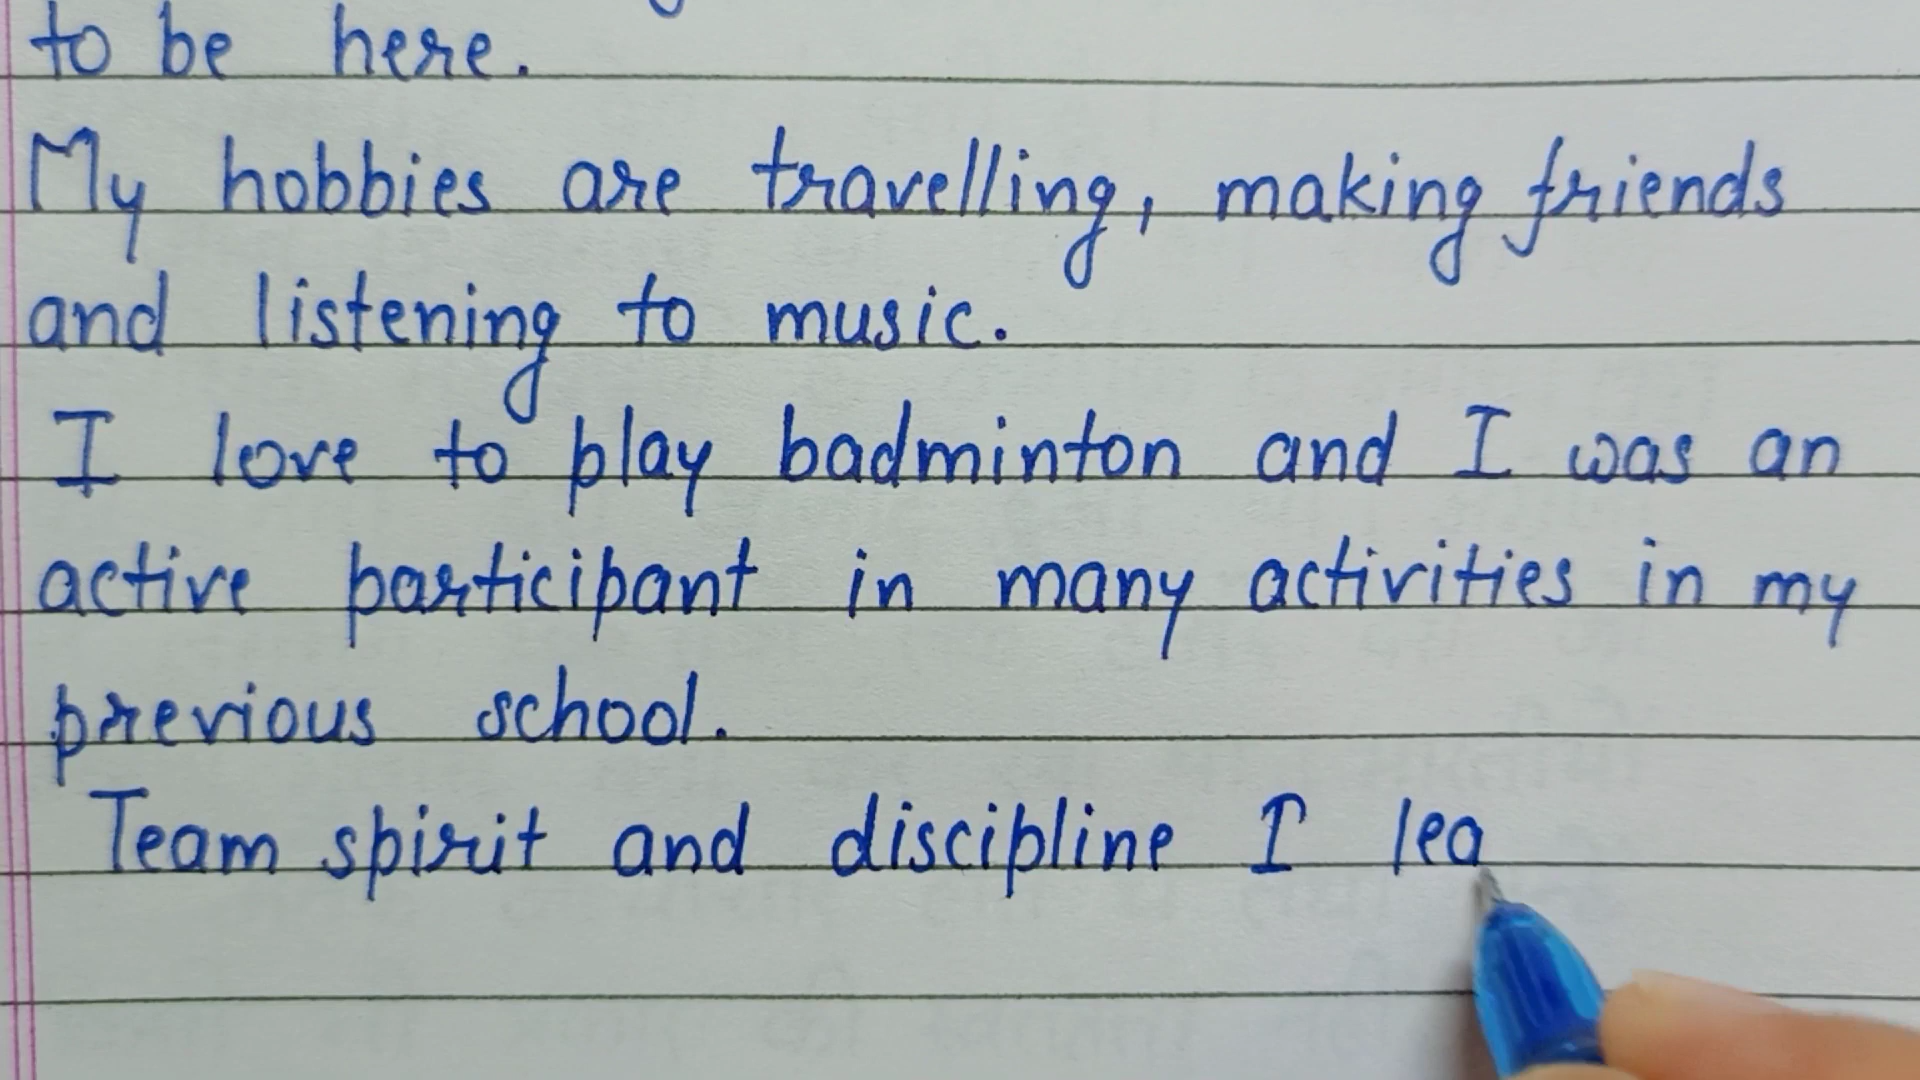 to be here.
My hobbies are travelling, making friends
and listening to music.
I love to play badminton and I was an
active participant in many activities in my
previous school.
Team spirit and discipline I lea